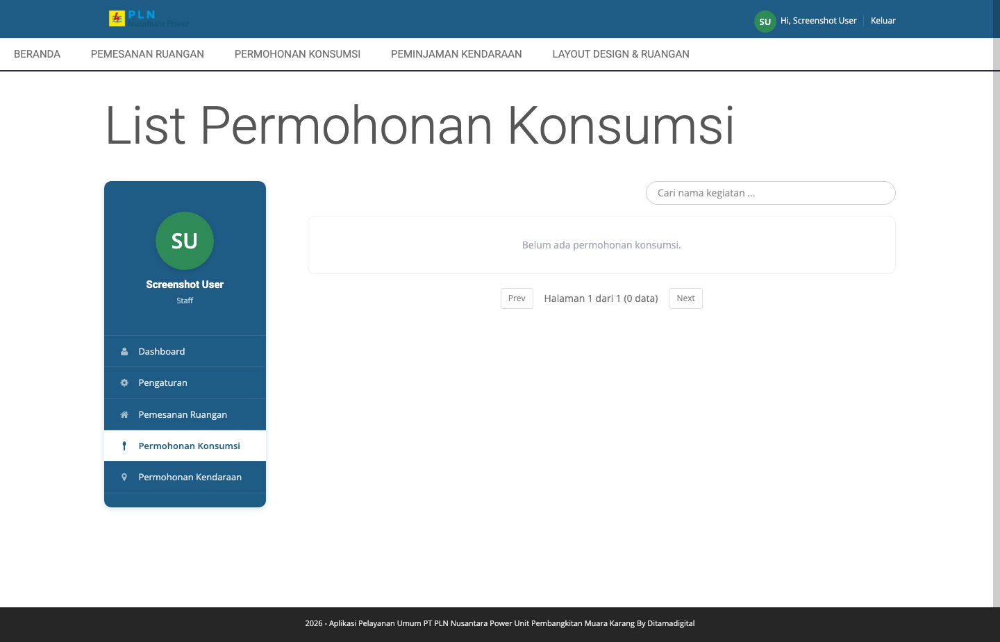 PLN
Nusantara Power
SU
Hi, Screenshot User
Keluar
BERANDA
PEMESANAN RUANGAN
PERMOHONAN KONSUMSI
PEMINJAMAN KENDARAAN
LAYOUT DESIGN & RUANGAN
List Permohonan Konsumsi
SU
Screenshot User
Staff
Dashboard
Pengaturan
Pemesanan Ruangan
Permohonan Konsumsi
Permohonan Kendaraan
Cari nama kegiatan ...
Belum ada permohonan konsumsi.
Prev
Halaman 1 dari 1 (0 data)
Next
2026 - Aplikasi Pelayanan Umum PT PLN Nusantara Power Unit Pembangkitan Muara Karang By Ditamadigital